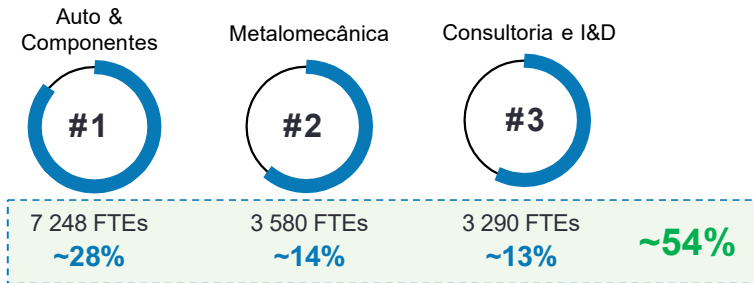 Auto &
Componentes
Metalomecânica
Consultoria e I&D
#1
#2
#3
7 248 FTEs
3 580 FTEs
3 290 FTEs
~28%
~14%
~13%
~54%